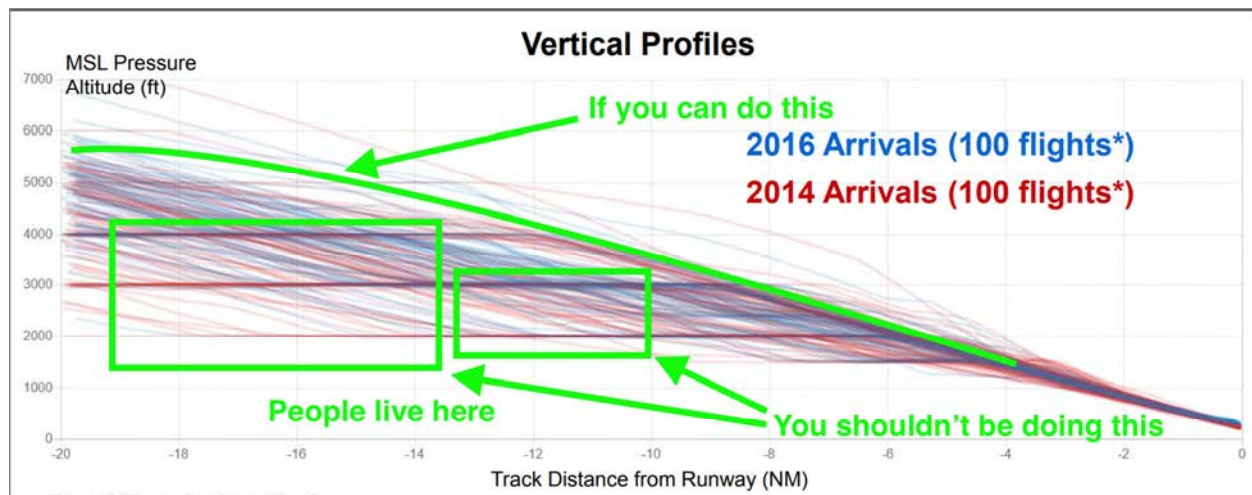 Vertical Profiles
MSL Pressure
Altitude (ft)
7000
6000
5000
4000
3000
2000
1000
0
If you can do this
2016 Arrivals (100 flights*)
2014 Arrivals (100 flights*)
People live here
You shouldn't be doing this
-20
-18
-16
-14
-12
-10
-8
-6
-4
-2
0
Track Distance from Runway (NM)